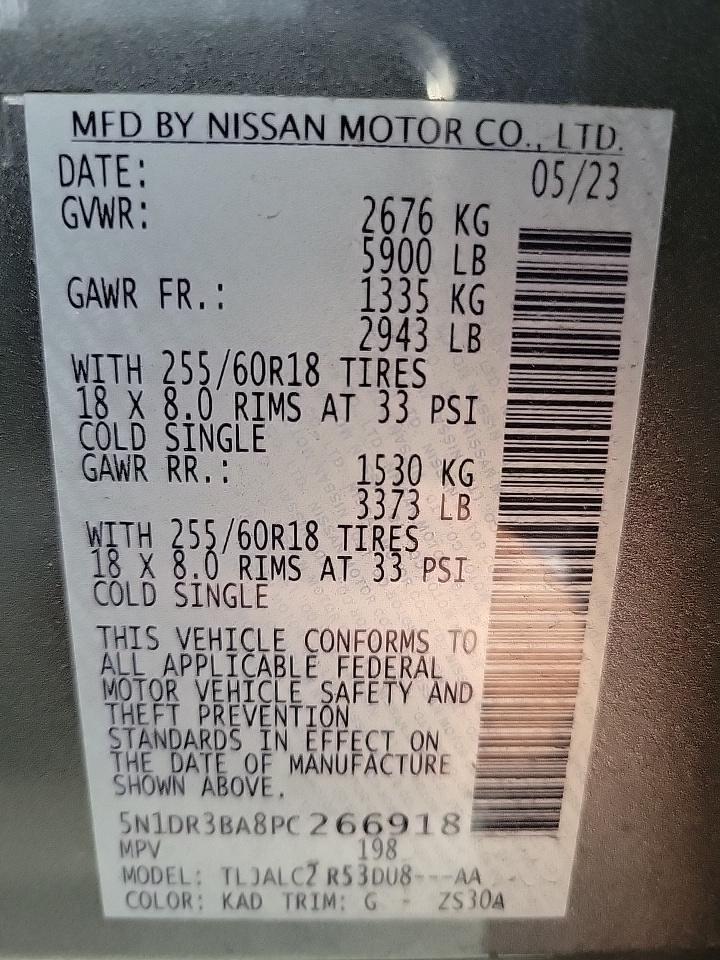 MFD BY NISSAN MOTOR CO., LTD.
DATE: 05/23
GVWR: 2676 KG
5900 LB
GAWR FR.: 1335 KG
2943 LB
WITH 255/60R18 TIRES
18 X 8.0 RIMS AT 33 PSI
COLD SINGLE
GAWR RR.: 1530 KG
3373 LB
WITH 255/60R18 TIRES
18 X 8.0 RIMS AT 33 PSI
COLD SINGLE
THIS VEHICLE CONFORMS TO
ALL APPLICABLE FEDERAL
MOTOR VEHICLE SAFETY AND
THEFT PREVENTION
STANDARDS IN EFFECT ON
THE DATE OF MANUFACTURE
SHOWN ABOVE.
5N1DR3BA8PC266918
MPV 198
MODEL: TLJALCZ R53DU8---AA
COLOR: KAD TRIM: G - ZS30A